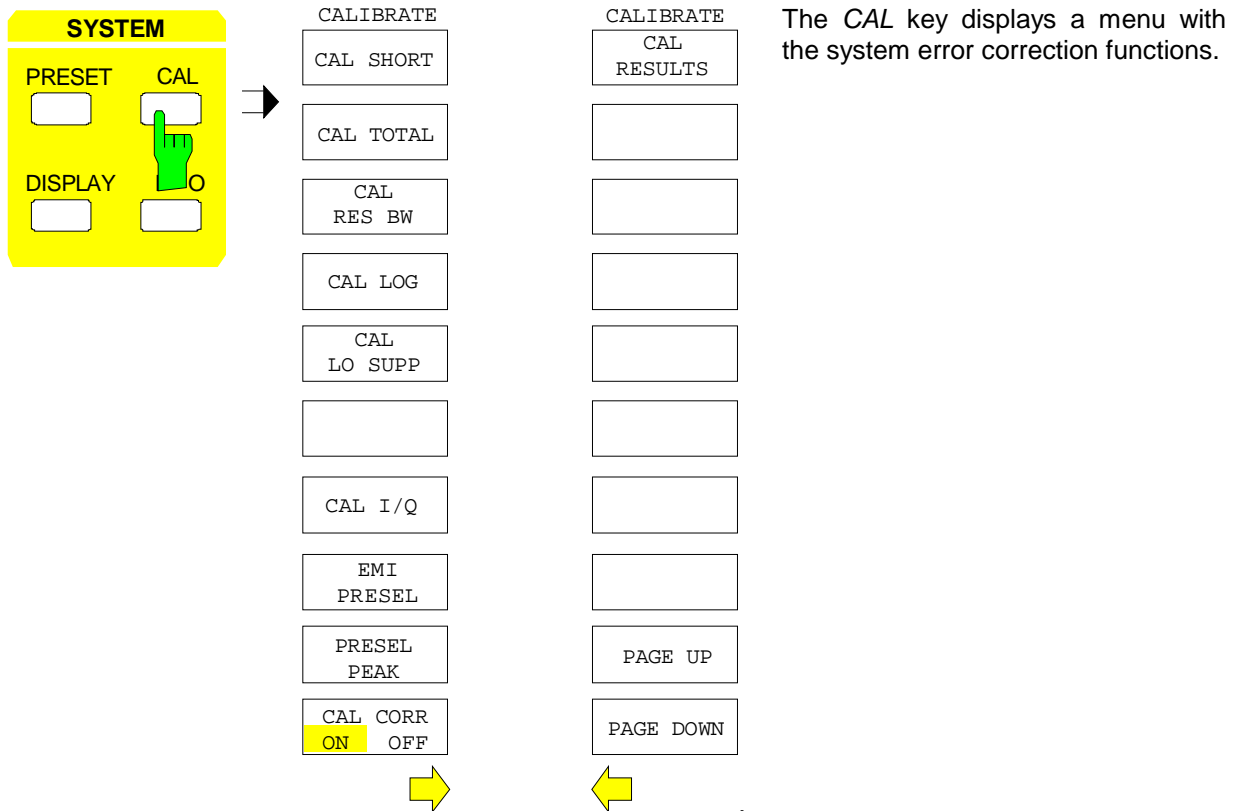 SYSTEM
PRESET CAL
DISPLAY
CALIBRATE
CAL SHORT
CAL TOTAL
CAL
RES BW
CAL LOG
CAL
LO SUPP
CAL I/Q
EMI
PRESEL
PRESEL
PEAK
CAL CORR
ON OFF
CALIBRATE
CAL
RESULTS
PAGE UP
PAGE DOWN
The CAL key displays a menu with
the system error correction functions.